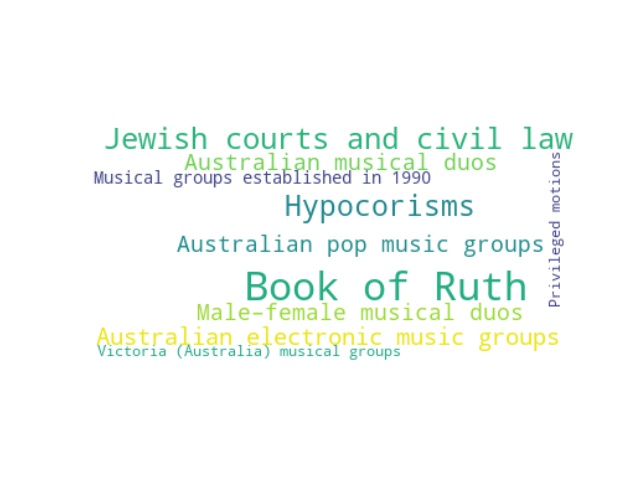 Jewish courts and civil law
Australian musical duos
Musical groups established in 1990
Hypocorisms
Privileged motions
Australian pop music groups
Book of Ruth
Male–female musical duos
Australian electronic music groups
Victoria (Australia) musical groups